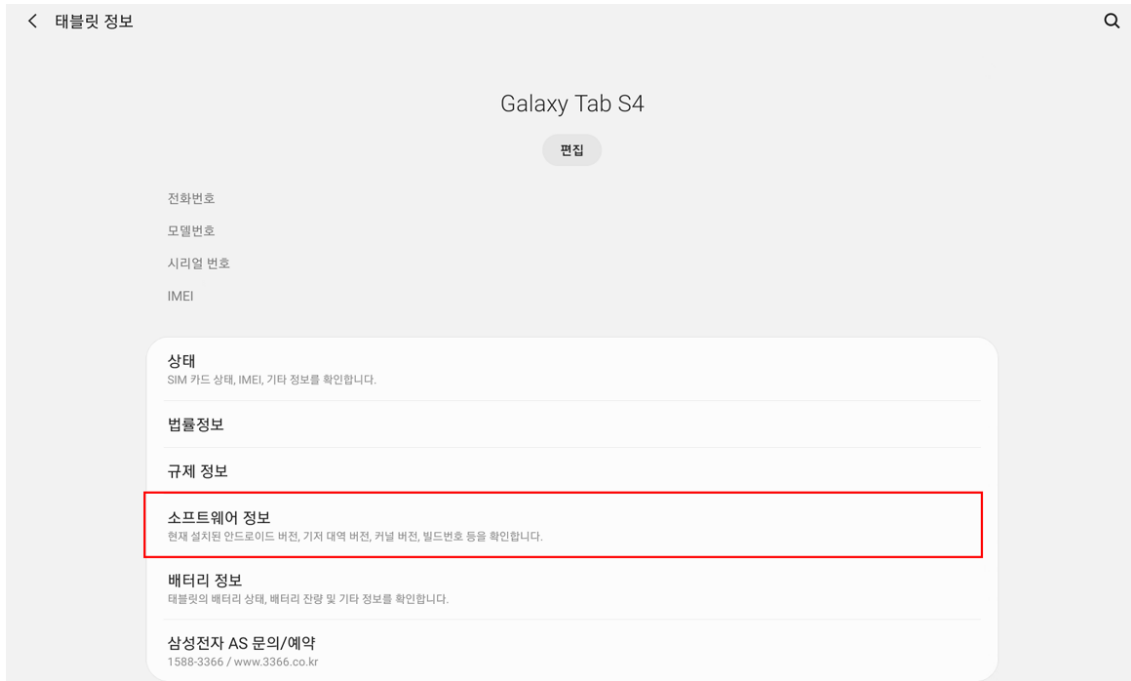 태블릿 정보
Galaxy Tab S4
편집
전화번호
모델번호
시리얼 번호
IMEI
상태
SIM 카드 상태, IMEI, 기타 정보를 확인합니다.
법률정보
규제 정보
소프트웨어 정보
현재 설치된 안드로이드 버전, 기저 대역 버전, 커널 버전, 빌드번호 등을 확인합니다.
배터리 정보
태블릿의 배터리 상태, 배터리 잔량 및 기타 정보를 확인합니다.
삼성전자 AS 문의/예약
1588-3366 / www.3366.co.kr